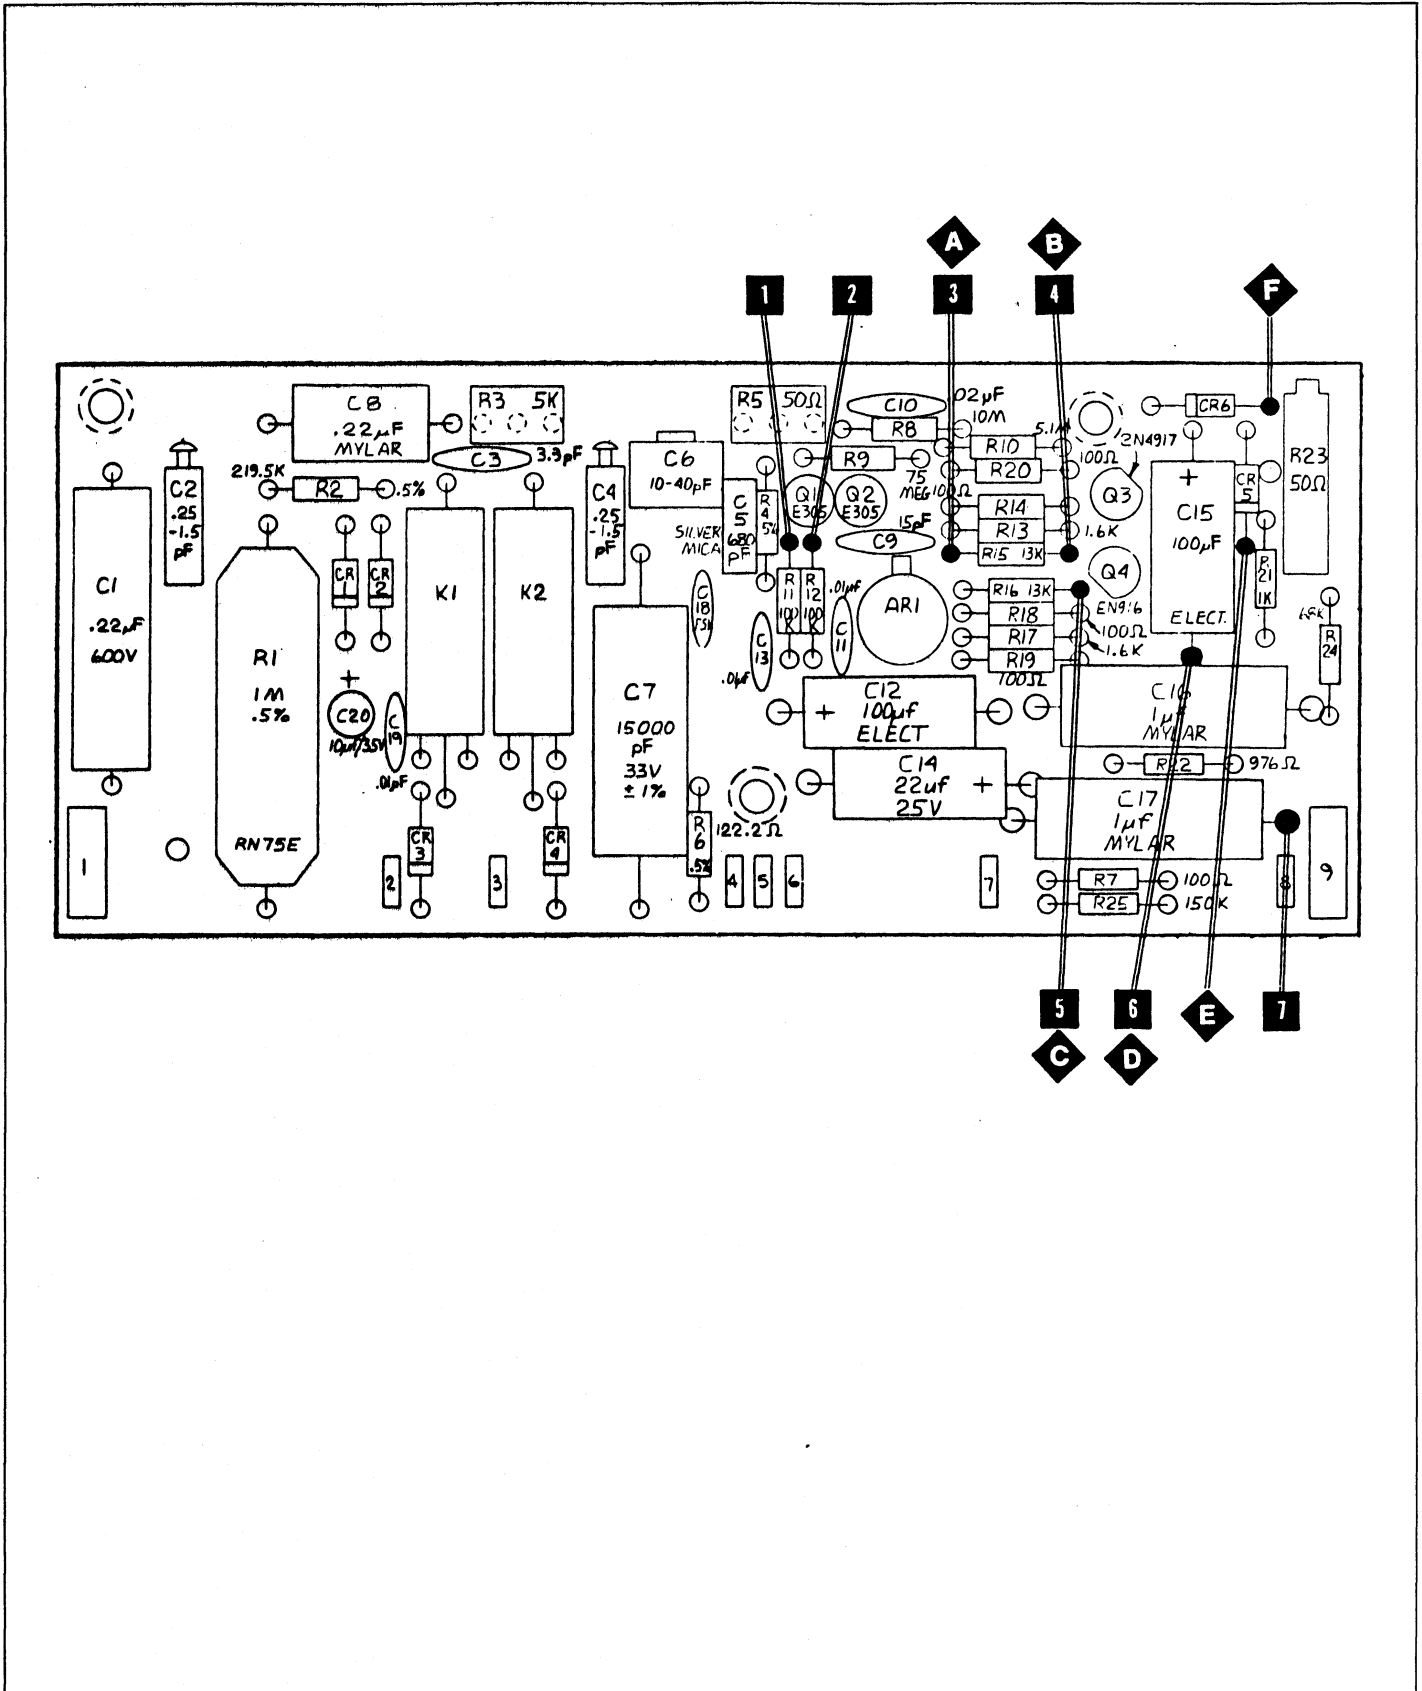 A
B
1
2
3
4
F
C8
.22µF
MYLAR
R3 5K
R5 50Ω
C10
.02µF
10M
R8
CR6
5.1M
2N4917
R10
100Ω
C3
3.3pF
C6
10-40pF
R9
75
MEG
R20
100Ω
R23
50Ω
219.5K
R2
.5%
C2
.25
-1.5
pF
C4
.25
-1.5
pF
C
5
680
pF
SILVER
MICA
R
4
5%
Q1
E305
Q2
E305
15pF
C9
R14
R13
1.6K
R15 13K
Q3
+
C15
100µF
ELECT.
CR
5
C1
.22µF
600V
CR
1
CR
2
K1
K2
C
18
R
11
100
K
R
12
100
K
.01µF
C
11
C
13
.01µF
AR1
R16 13K
R18
R17
R19
100Ω
Q4
EN916
100Ω
1.6K
R
21
1K
6.8K
R
24
R1
1M
.5%
RN75E
+
C20
10µf/35V
C
19
.01pF
C7
15000
pF
33V
±1%
+
C12
100µf
ELECT
C16
1µF
MYLAR
C14
22uf
25V
+
R22
976Ω
C17
1µf
MYLAR
CR
3
CR
4
R
6
.5%
122.2Ω
R7
100Ω
R25
150K
1
2
3
4
5
6
7
8
9
5
6
E
7
C
D